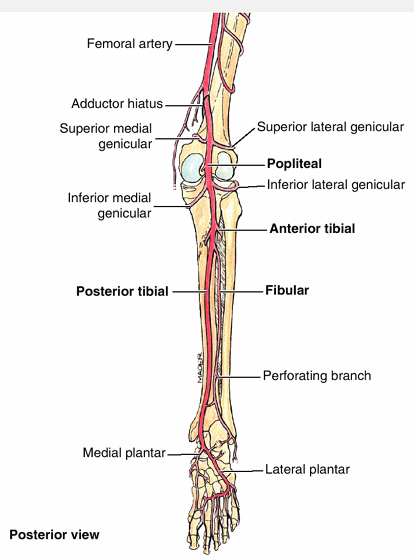 Femoral artery
Adductor hiatus
Superior medial
genicular
Superior lateral genicular
Popliteal
Inferior lateral genicular
Inferior medial
genicular
Anterior tibial
Posterior tibial
Fibular
MADER
Perforating branch
Medial plantar
Lateral plantar
Posterior view